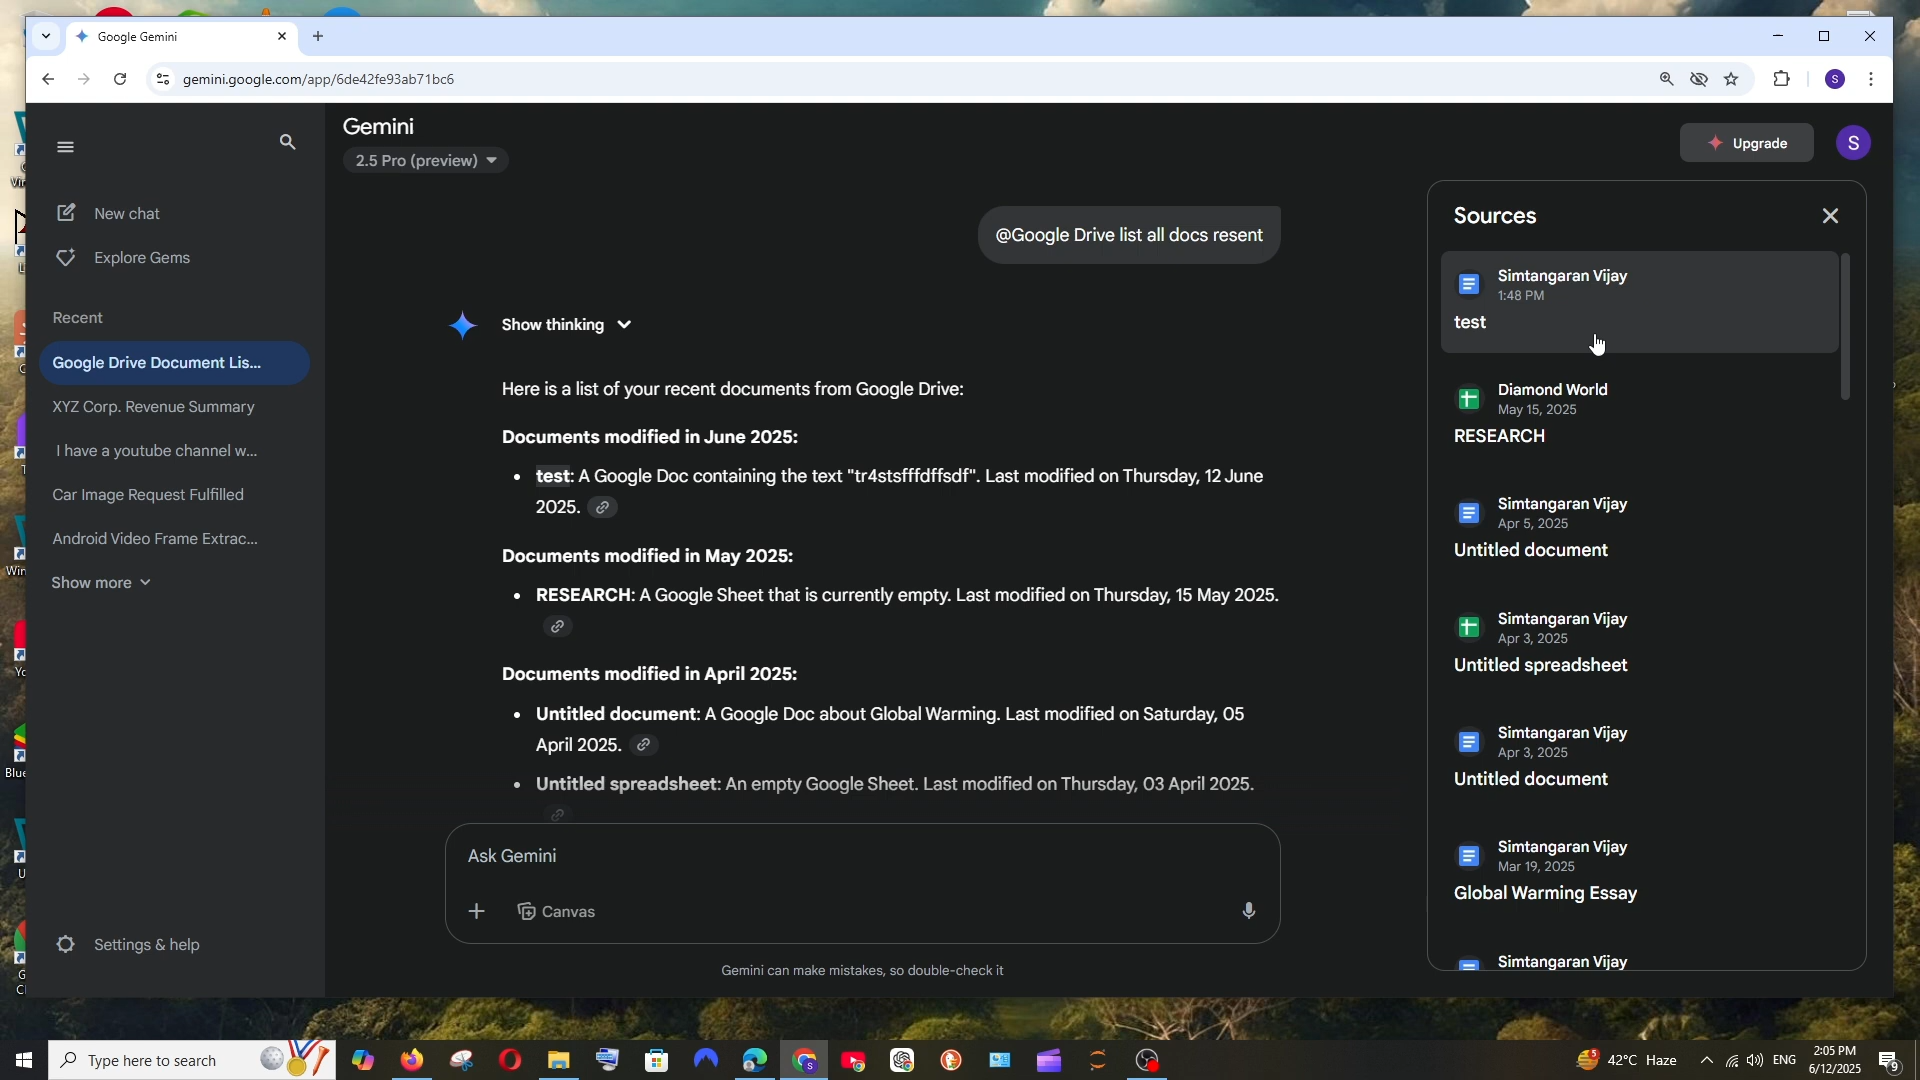 Google Gemini
gemini.google.com/app/6de42fe93ab71bc6
S
Gemini
2.5 Pro (preview)
Upgrade
S
New chat
Explore Gems
Recent
Google Drive Document Lis...
XYZ Corp. Revenue Summary
I have a youtube channel w...
Car Image Request Fulfilled
Android Video Frame Extrac...
Show more
Settings & help
@Google Drive list all docs resent
Show thinking
Here is a list of your recent documents from Google Drive:
Documents modified in June 2025:
• test: A Google Doc containing the text "tr4stsfffdffsdf". Last modified on Thursday, 12 June
2025.
Documents modified in May 2025:
• RESEARCH: A Google Sheet that is currently empty. Last modified on Thursday, 15 May 2025.
Documents modified in April 2025:
• Untitled document: A Google Doc about Global Warming. Last modified on Saturday, 05
April 2025.
• Untitled spreadsheet: An empty Google Sheet. Last modified on Thursday, 03 April 2025.
Ask Gemini
Canvas
Gemini can make mistakes, so double-check it
Sources
Simtangaran Vijay
1:48 PM
test
Diamond World
May 15, 2025
RESEARCH
Simtangaran Vijay
Apr 5, 2025
Untitled document
Simtangaran Vijay
Apr 3, 2025
Untitled spreadsheet
Simtangaran Vijay
Apr 3, 2025
Untitled document
Simtangaran Vijay
Mar 19, 2025
Global Warming Essay
Simtangaran Vijay
Type here to search
42°C Haze
ENG
2:05 PM
6/12/2025
9